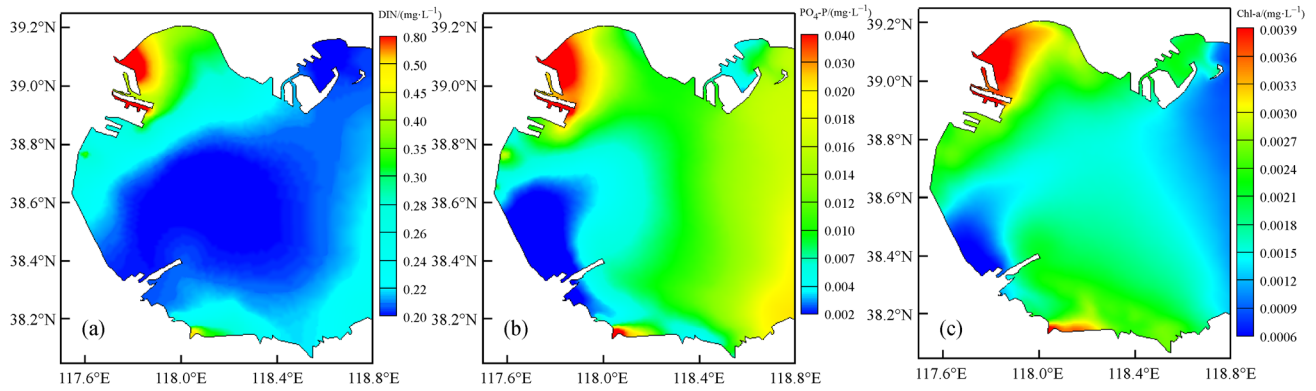 DIN/(mg·L⁻¹)
39.2°N
39.0°N
38.8°N
38.6°N
38.4°N
38.2°N
0.80
0.60
0.50
0.45
0.40
0.35
0.30
0.26
0.22
0.20
0.20
(a)
117.6°E 118.0°E 118.4°E 118.8°E
PO₄-P/(mg·L⁻¹)
39.2°N
39.0°N
38.8°N
38.6°N
38.4°N
38.2°N
0.040
0.030
0.020
0.018
0.016
0.014
0.010
0.007
0.004
0.002
(b)
117.6°E 118.0°E 118.4°E 118.8°E
Chl-a/(mg·L⁻¹)
39.2°N
39.0°N
38.8°N
38.6°N
38.4°N
38.2°N
0.0039
0.0036
0.0033
0.0030
0.0027
0.0024
0.0021
0.0018
0.0015
0.0012
0.0009
0.0006
(c)
117.6°E 118.0°E 118.4°E 118.8°E